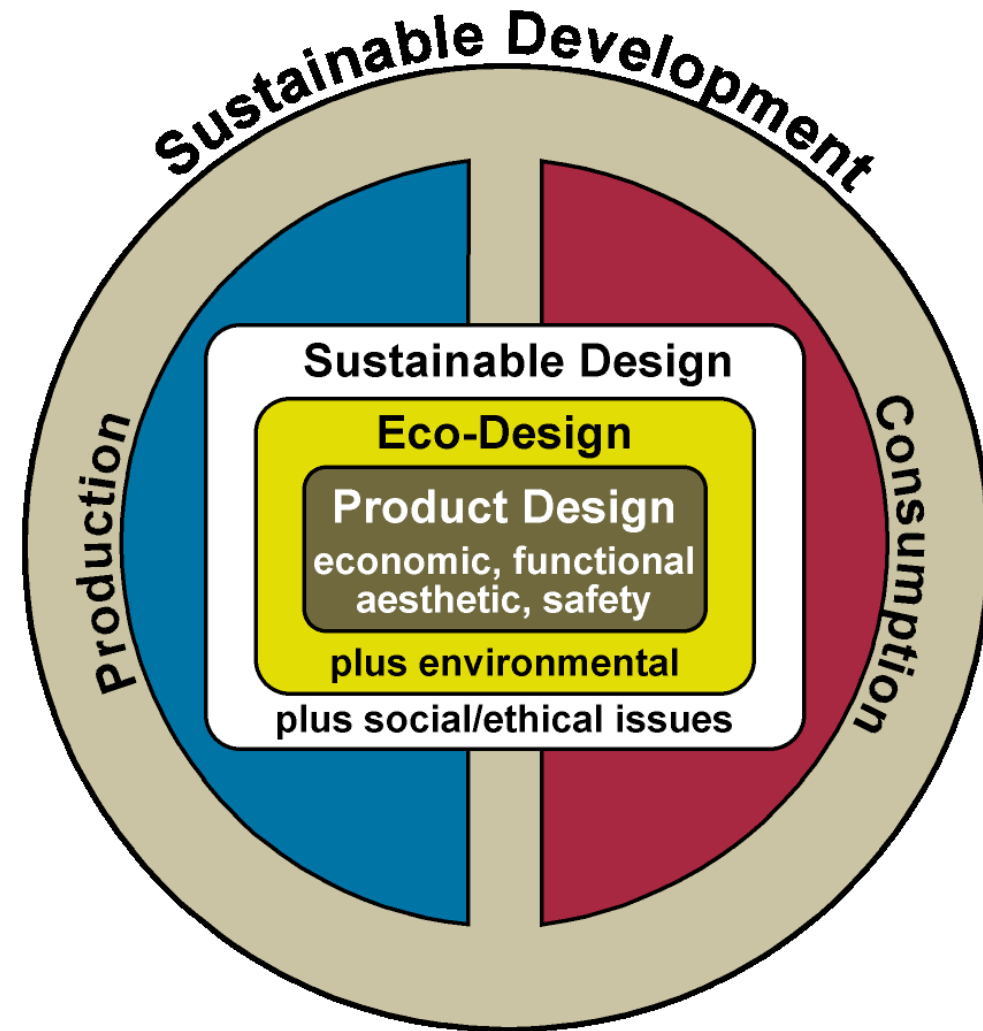 Sustainable Development
Production
Consumption
Sustainable Design
Eco-Design
Product Design
economic, functional
aesthetic, safety
plus environmental
plus social/ethical issues